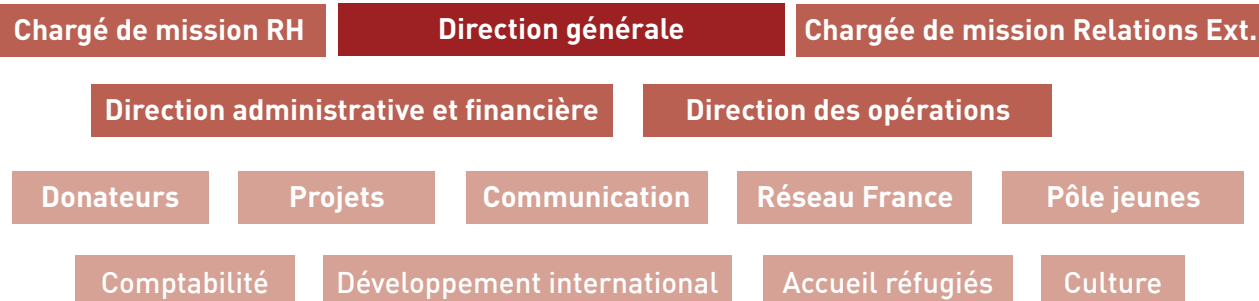 Chargé de mission RH
Direction générale
Chargée de mission Relations Ext.
Direction administrative et financière
Direction des opérations
Donateurs
Projets
Communication
Réseau France
Pôle jeunes
Comptabilité
Développement international
Accueil réfugiés
Culture